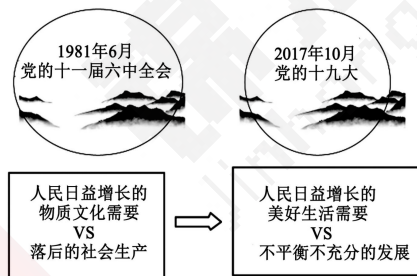 1981年6月
党的十一届六中全会
2017年10月
党的十九大
人民日益增长的
物质文化需要
VS
落后的社会生产
人民日益增长的
美好生活需要
VS
不平衡不充分的发展